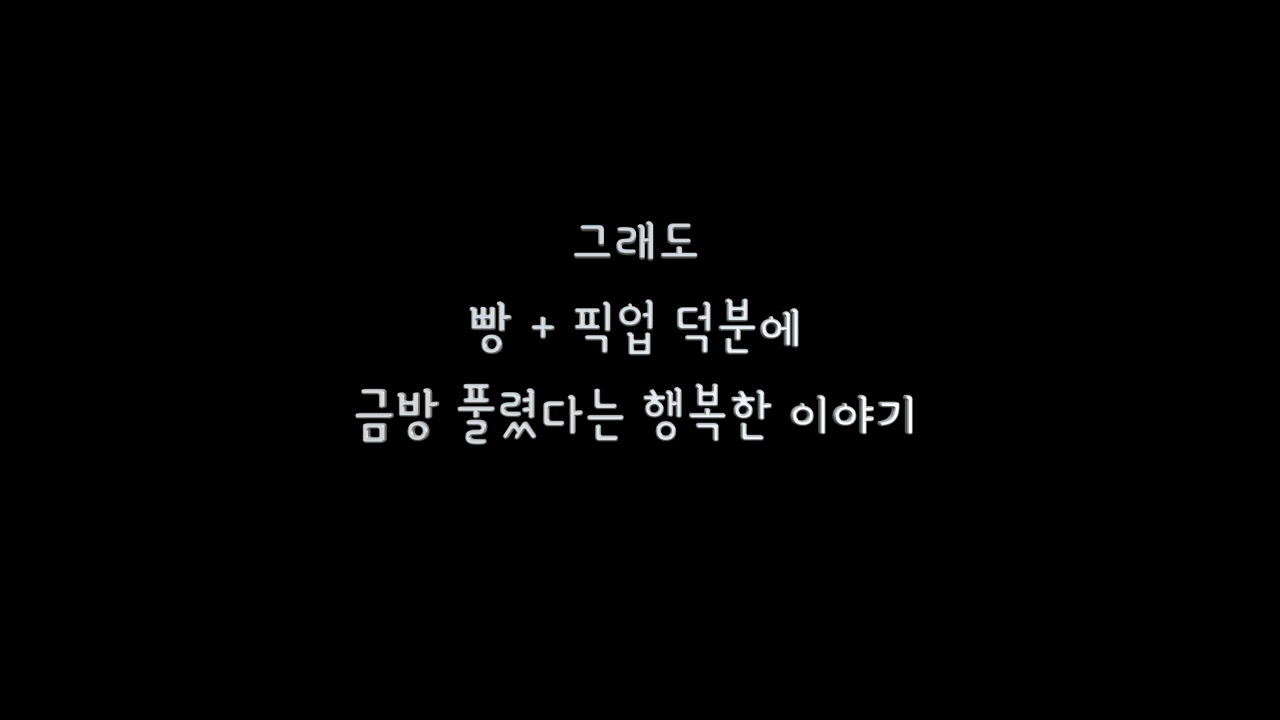 그래도
빵 + 픽업 덕분에
금방 풀렸다는 행복한 이야기